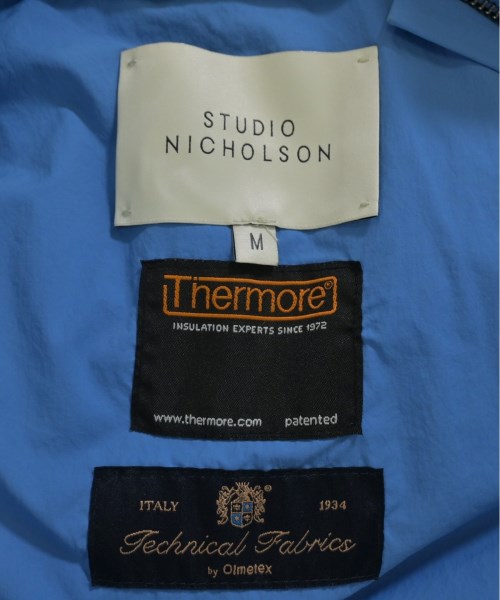 STUDIO
NICHOLSON
M
Thermore®
INSULATION EXPERTS SINCE 1972
www.thermore.com patented
ITALY ® 1934
Technical Fabrics
by Olmetex